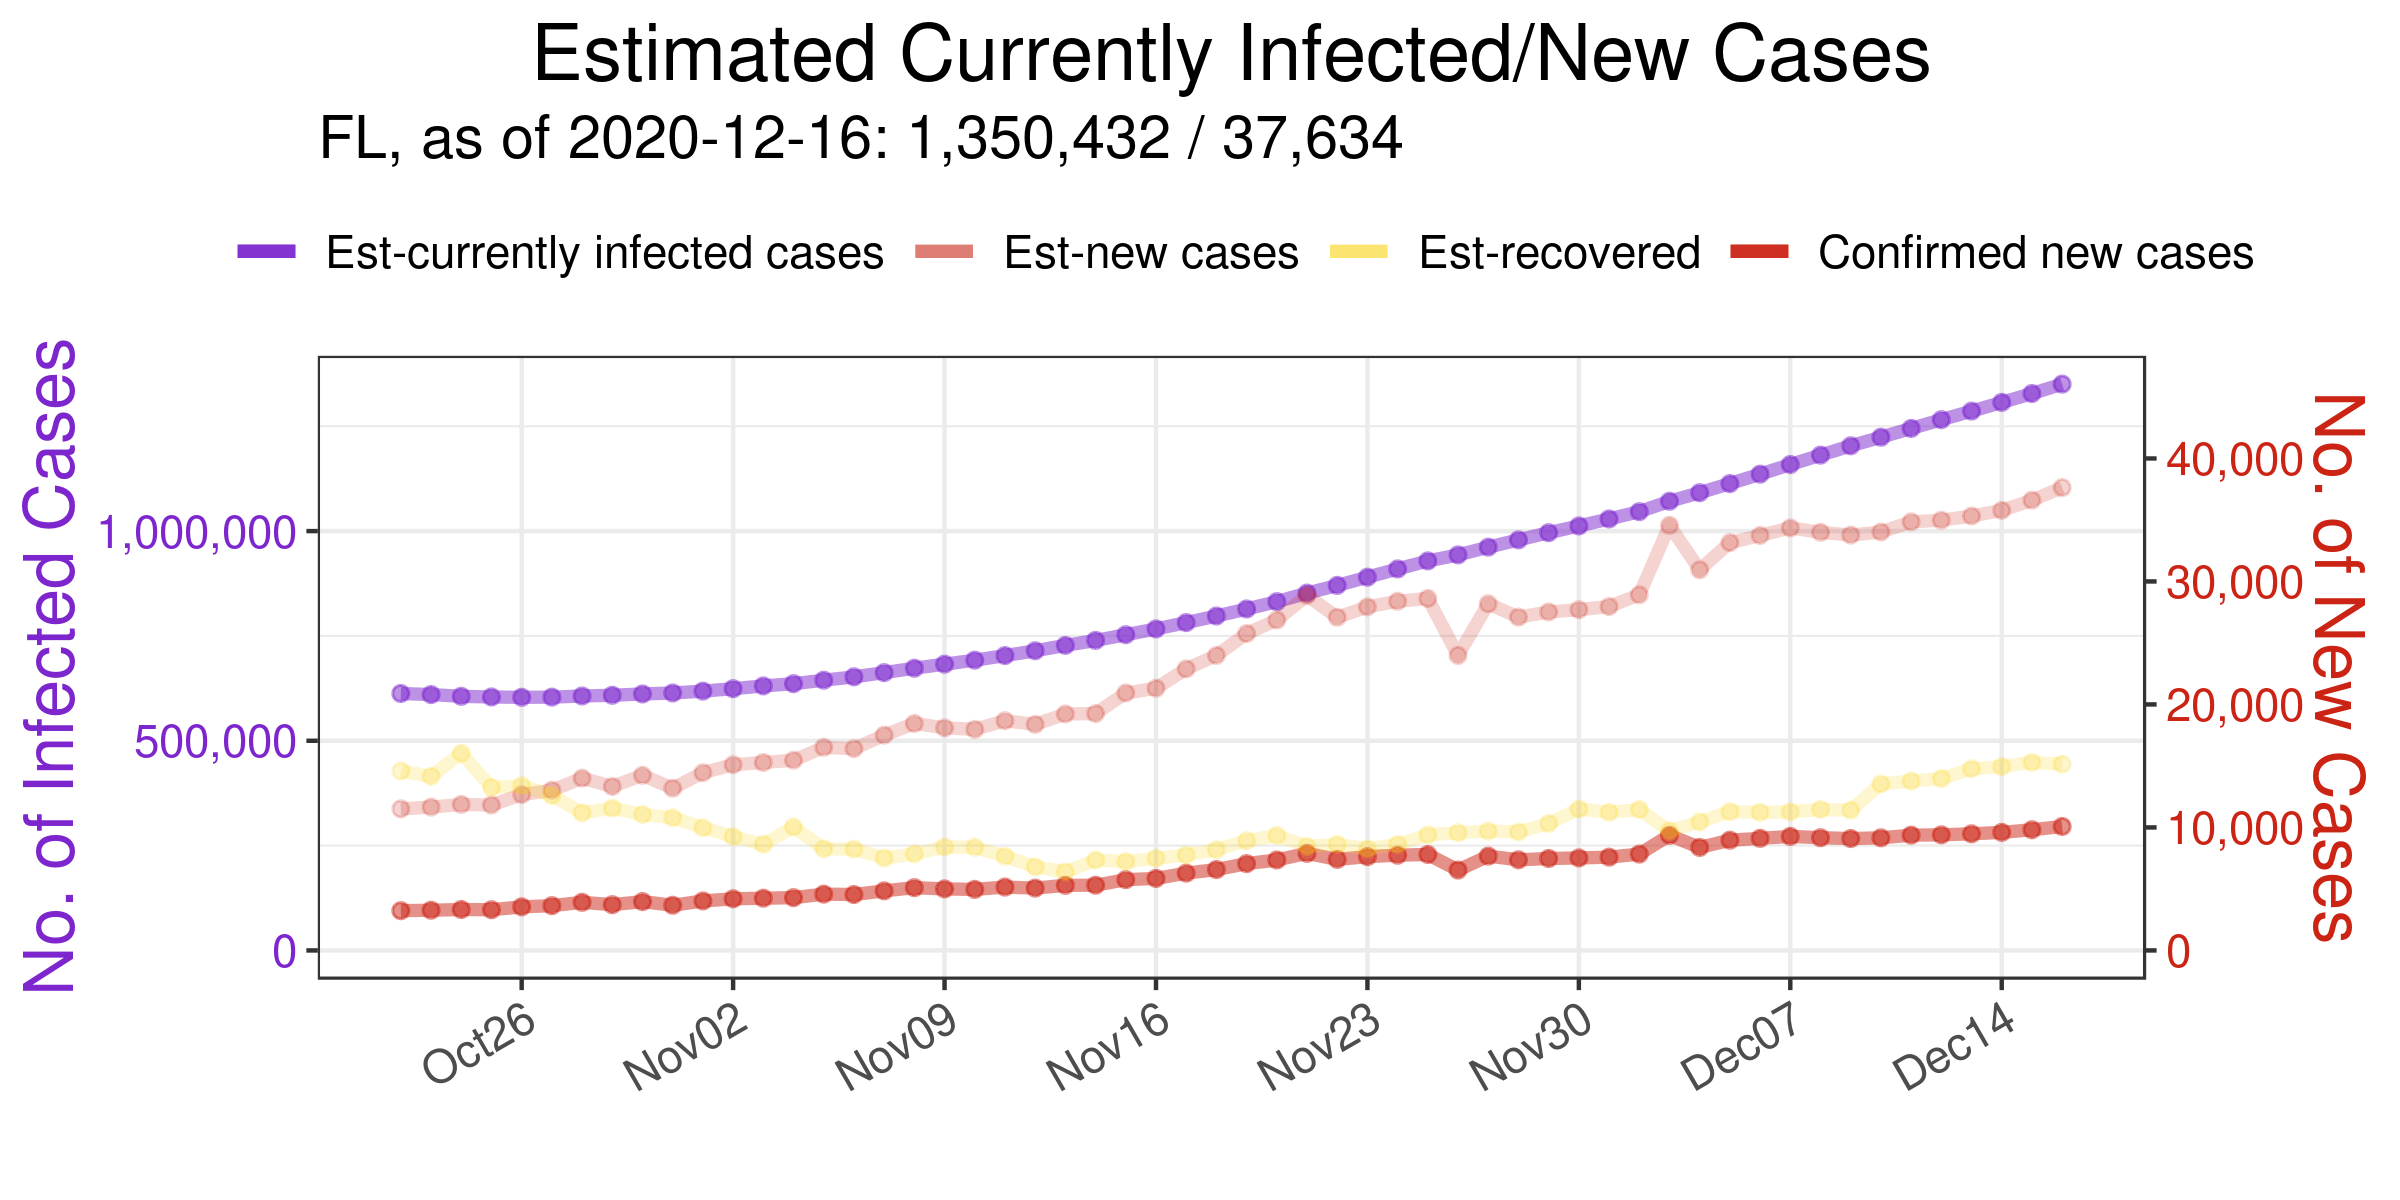 Estimated Currently Infected/New Cases
FL, as of 2020-12-16: 1,350,432 / 37,634
Est-currently infected cases Est-new cases Est-recovered Confirmed new cases
No. of Infected Cases
1,000,000
500,000
0
40,000
30,000
20,000
10,000
0
No. of New Cases
Oct26 Nov02 Nov09 Nov16 Nov23 Nov30 Dec07 Dec14